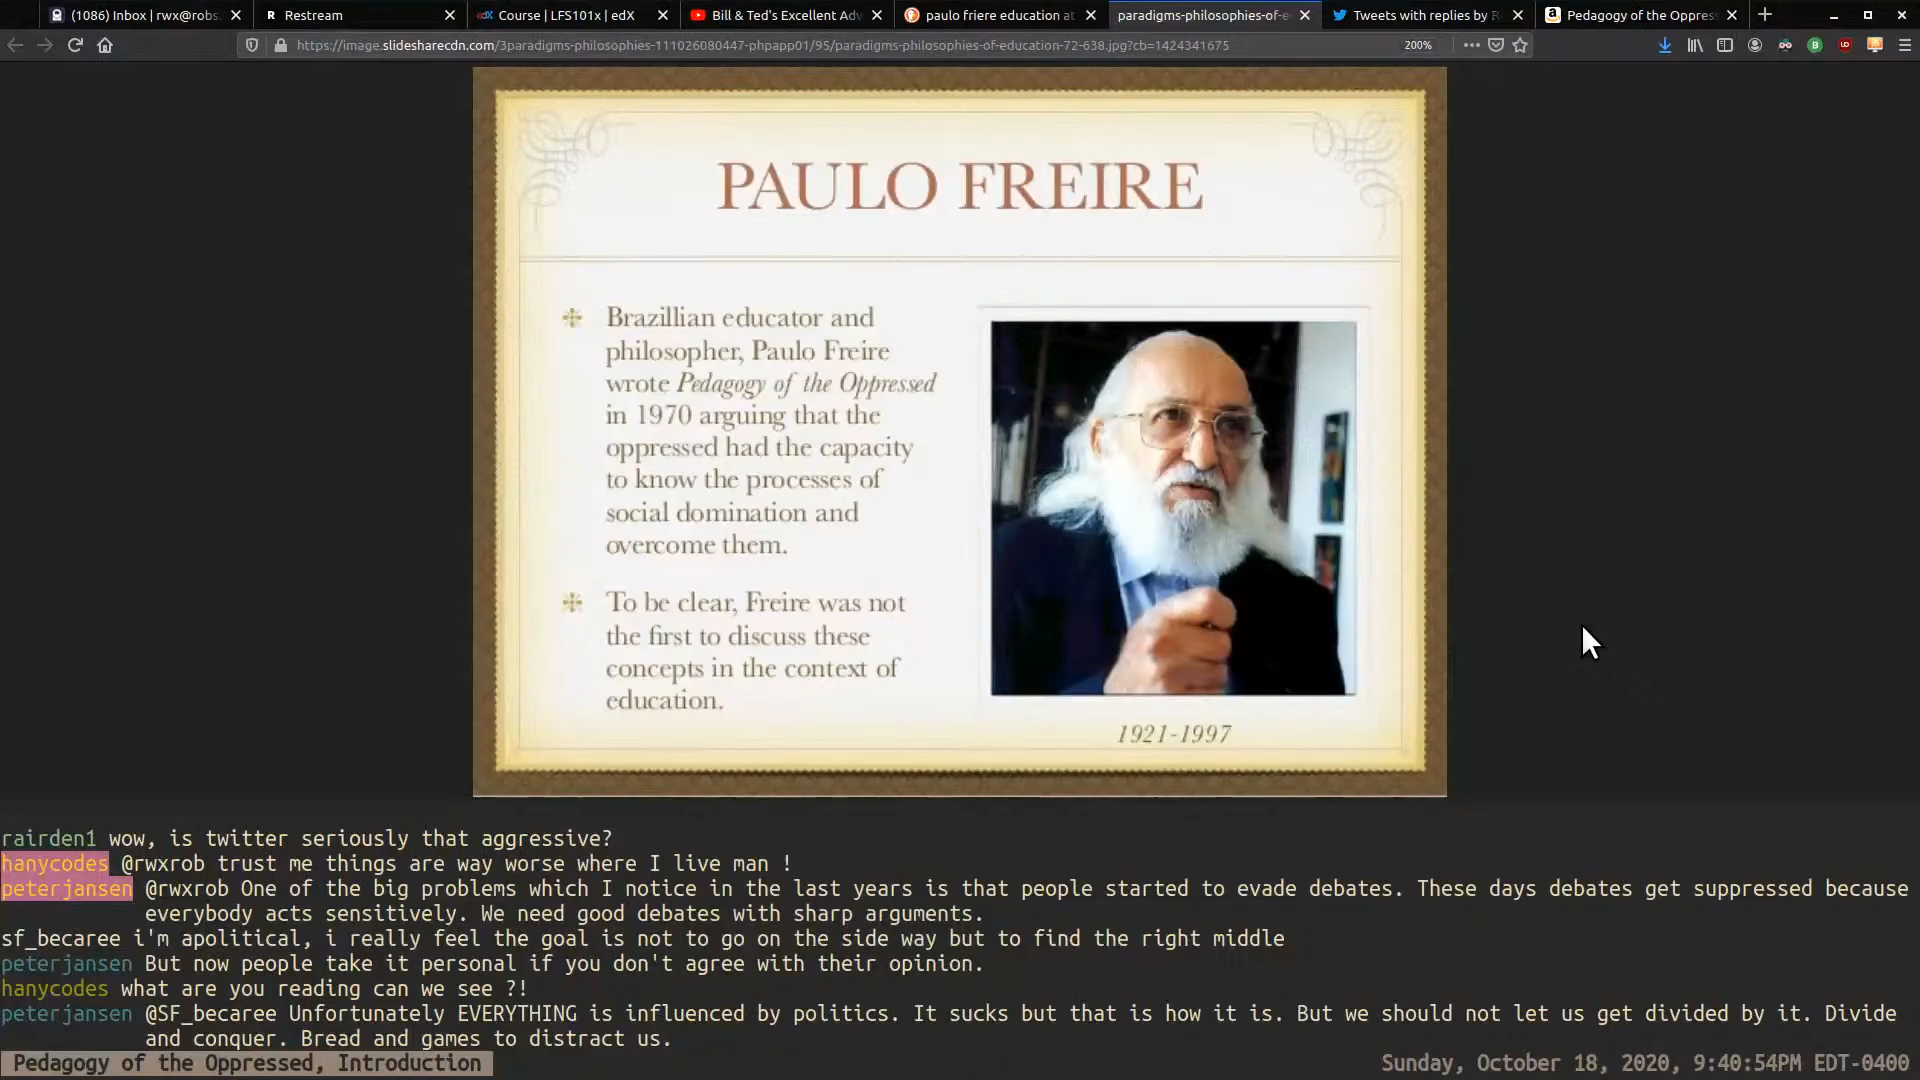 (1086) Inbox | rwx@robs
Restream
Course | LFS101x | edX
Bill & Ted's Excellent Adv
paulo friere education at
paradigms-philosophies-of-e
Tweets with replies by R
Pedagogy of the Oppress
https://image.slidesharecdn.com/3paradigms-philosophies-111026080447-phpapp01/95/paradigms-philosophies-of-education-72-638.jpg?cb=1424341675
200%
PAULO FREIRE
Brazillian educator and
philosopher, Paulo Freire
wrote Pedagogy of the Oppressed
in 1970 arguing that the
oppressed had the capacity
to know the processes of
social domination and
overcome them.
To be clear, Freire was not
the first to discuss these
concepts in the context of
education.
1921-1997
rairden1 wow, is twitter seriously that aggressive?
hanycodes @rwxrob trust me things are way worse where I live man !
peterjansen @rwxrob One of the big problems which I notice in the last years is that people started to evade debates. These days debates get suppressed because
everybody acts sensitively. We need good debates with sharp arguments.
sf_becaree i'm apolitical, i really feel the goal is not to go on the side way but to find the right middle
peterjansen But now people take it personal if you don't agree with their opinion.
hanycodes what are you reading can we see ?!
peterjansen @SF_becaree Unfortunately EVERYTHING is influenced by politics. It sucks but that is how it is. But we should not let us get divided by it. Divide
and conquer. Bread and games to distract us.
Pedagogy of the Oppressed, Introduction
Sunday, October 18, 2020, 9:40:54PM EDT-0400